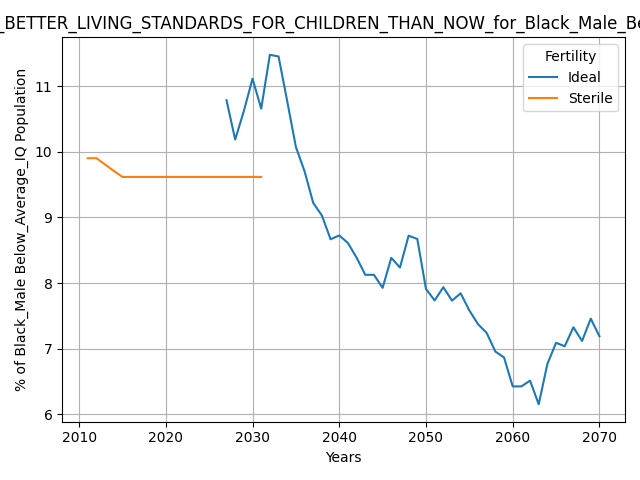 _BETTER_LIVING_STANDARDS_FOR_CHILDREN_THAN_NOW_for_Black_Male_Be
% of Black_Male Below_Average_IQ Population
11
10
9
8
7
6
Fertility
Ideal
Sterile
2010 2020 2030 2040 2050 2060 2070
Years